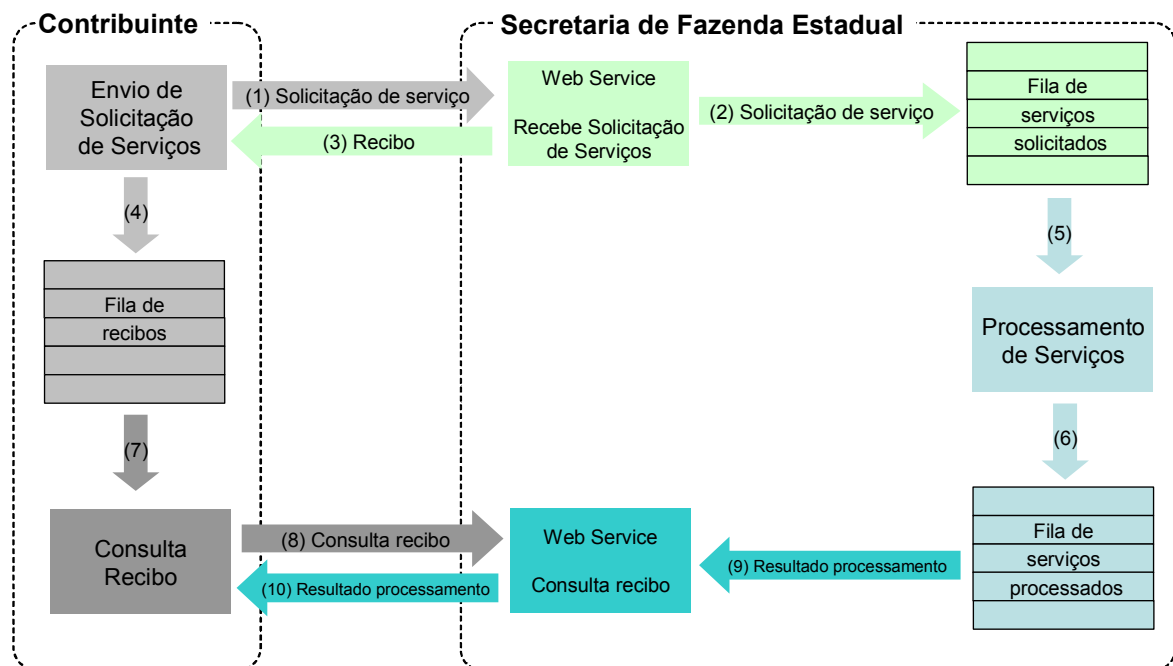 Contribuinte
Secretaria de Fazenda Estadual
Envio de
Solicitação
de Serviços
(1) Solicitação de serviço
(3) Recibo
Web Service
Recebe Solicitação
de Serviços
(2) Solicitação de serviço
Fila de
serviços
solicitados
(4)
(5)
Fila de
recibos
Processamento
de Serviços
(7)
(6)
Consulta
Recibo
(8) Consulta recibo
(10) Resultado processamento
Web Service
Consulta recibo
(9) Resultado processamento
Fila de
serviços
processados